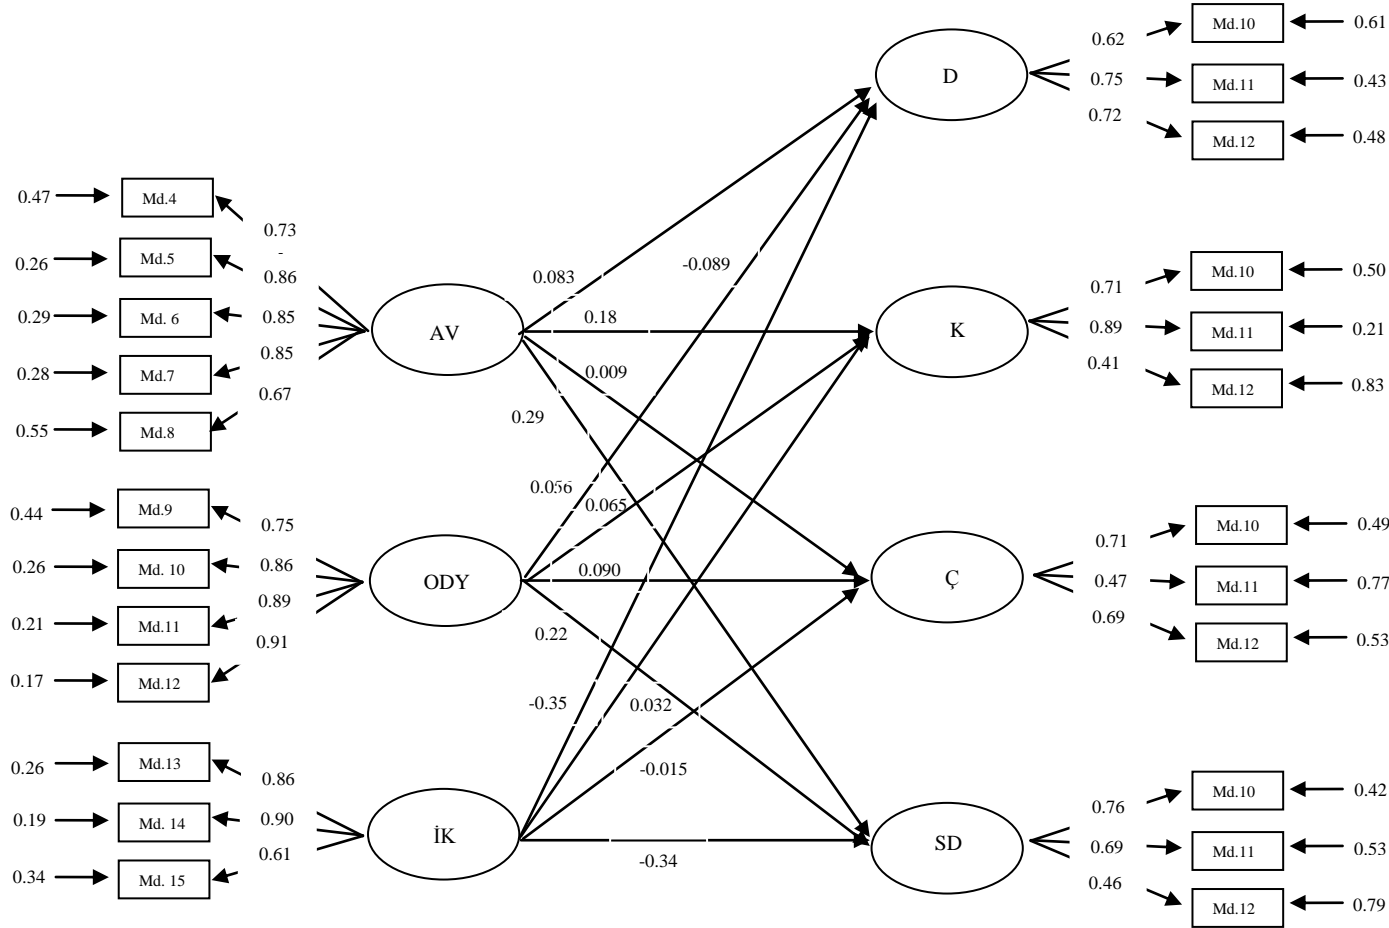 D
0.62
0.75
0.72
Md.10
Md.11
Md.12
0.61
0.43
0.48
0.47
0.26
0.29
0.28
0.55
Md.4
Md.5
Md. 6
Md.7
Md.8
0.73
-
0.86
0.85
0.85
0.67
AV
0.083
-0.089
0.18
0.009
0.29
K
0.71
0.89
0.41
Md.10
Md.11
Md.12
0.50
0.21
0.83
0.44
0.26
0.21
0.17
Md.9
Md. 10
Md.11
Md.12
0.75
0.86
0.89
0.91
ODY
0.056
0.065
0.090
0.22
Ç
0.71
0.47
0.69
Md.10
Md.11
Md.12
0.49
0.77
0.53
0.26
0.19
0.34
Md.13
Md. 14
Md. 15
0.86
0.90
0.61
İK
-0.35
0.032
-0.015
-0.34
SD
0.76
0.69
0.46
Md.10
Md.11
Md.12
0.42
0.53
0.79